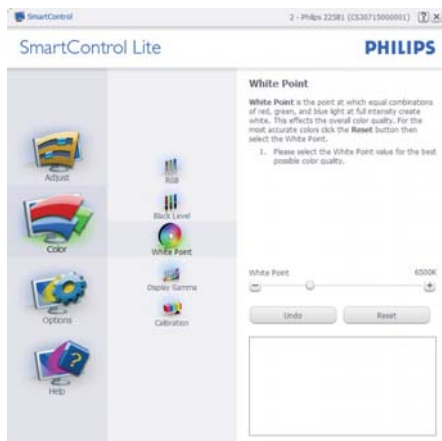 SmartControl
2 - Philips 225B1 (CS30715000001)
SmartControl Lite
PHILIPS
Adjust
Color
Options
Help
RGB
Black Level
White Point
Display Gamma
Calibration
White Point
White Point is the point at which equal combinations
of red, green, and blue light at full intensity create
white. This effects the overall color quality. For the
most accurate colors click the Reset button then
select the White Point.
1. Please select the White Point value for the best
possible color quality.
White Point
6500K
Undo
Reset